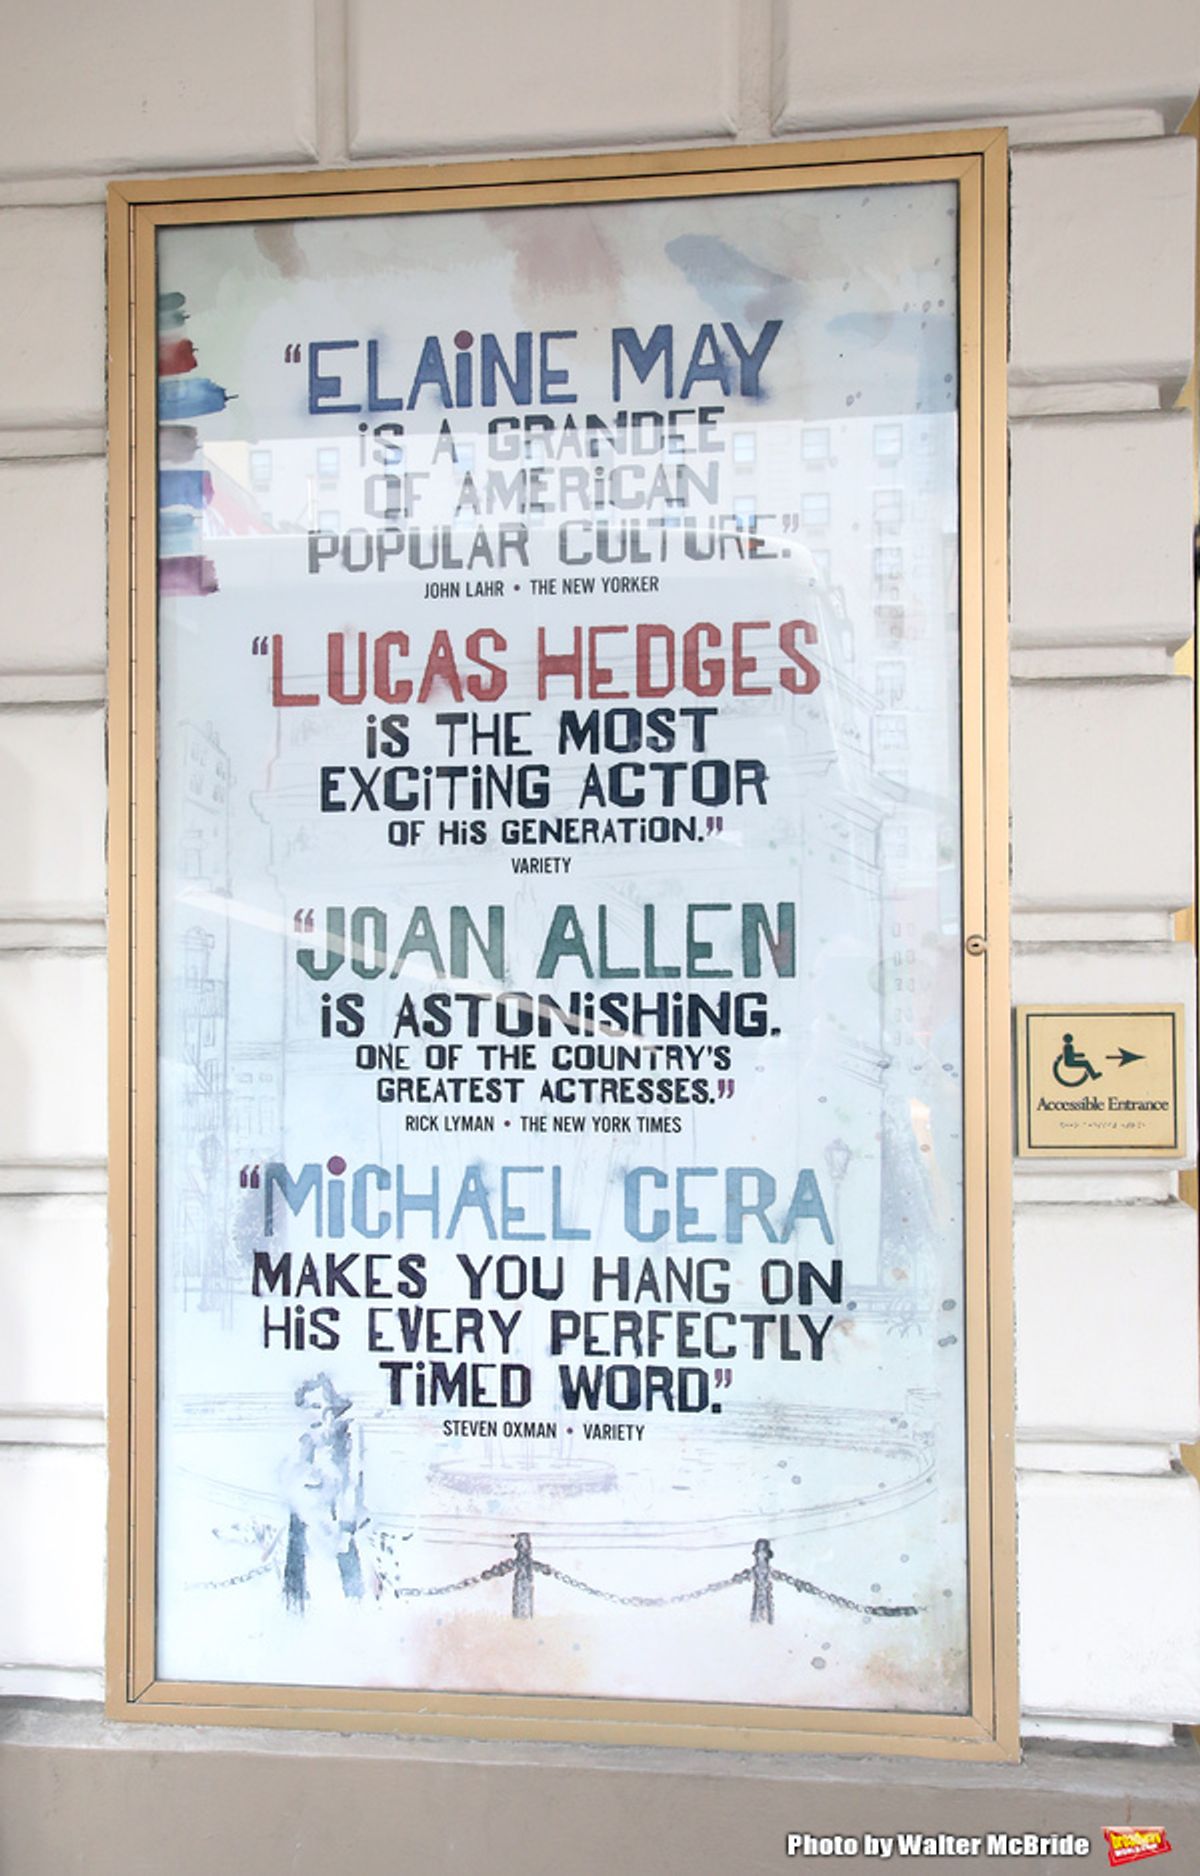 “ELAiNE MAY
iS A GRANDEE
OF AMERiCAN
POPULAR CULTURE.”
JOHN LAHR • THE NEW YORKER
“LUCAS HEDGES
iS THE MOST
EXCiTiNG ACTOR
OF HiS GENERATiON.”
VARIETY
“JOAN ALLEN
iS ASTONiSHiNG.
ONE OF THE COUNTRY'S
GREATEST ACTRESSES.”
RICK LYMAN • THE NEW YORK TIMES
“MiCHAEL CERA
MAKES YOU HANG ON
HiS EVERY PERFECTLY
TiMED WORD.”
STEVEN OXMAN • VARIETY
Accessible Entrance
Photo by Walter McBride
BROADWAY
WORLD.COM